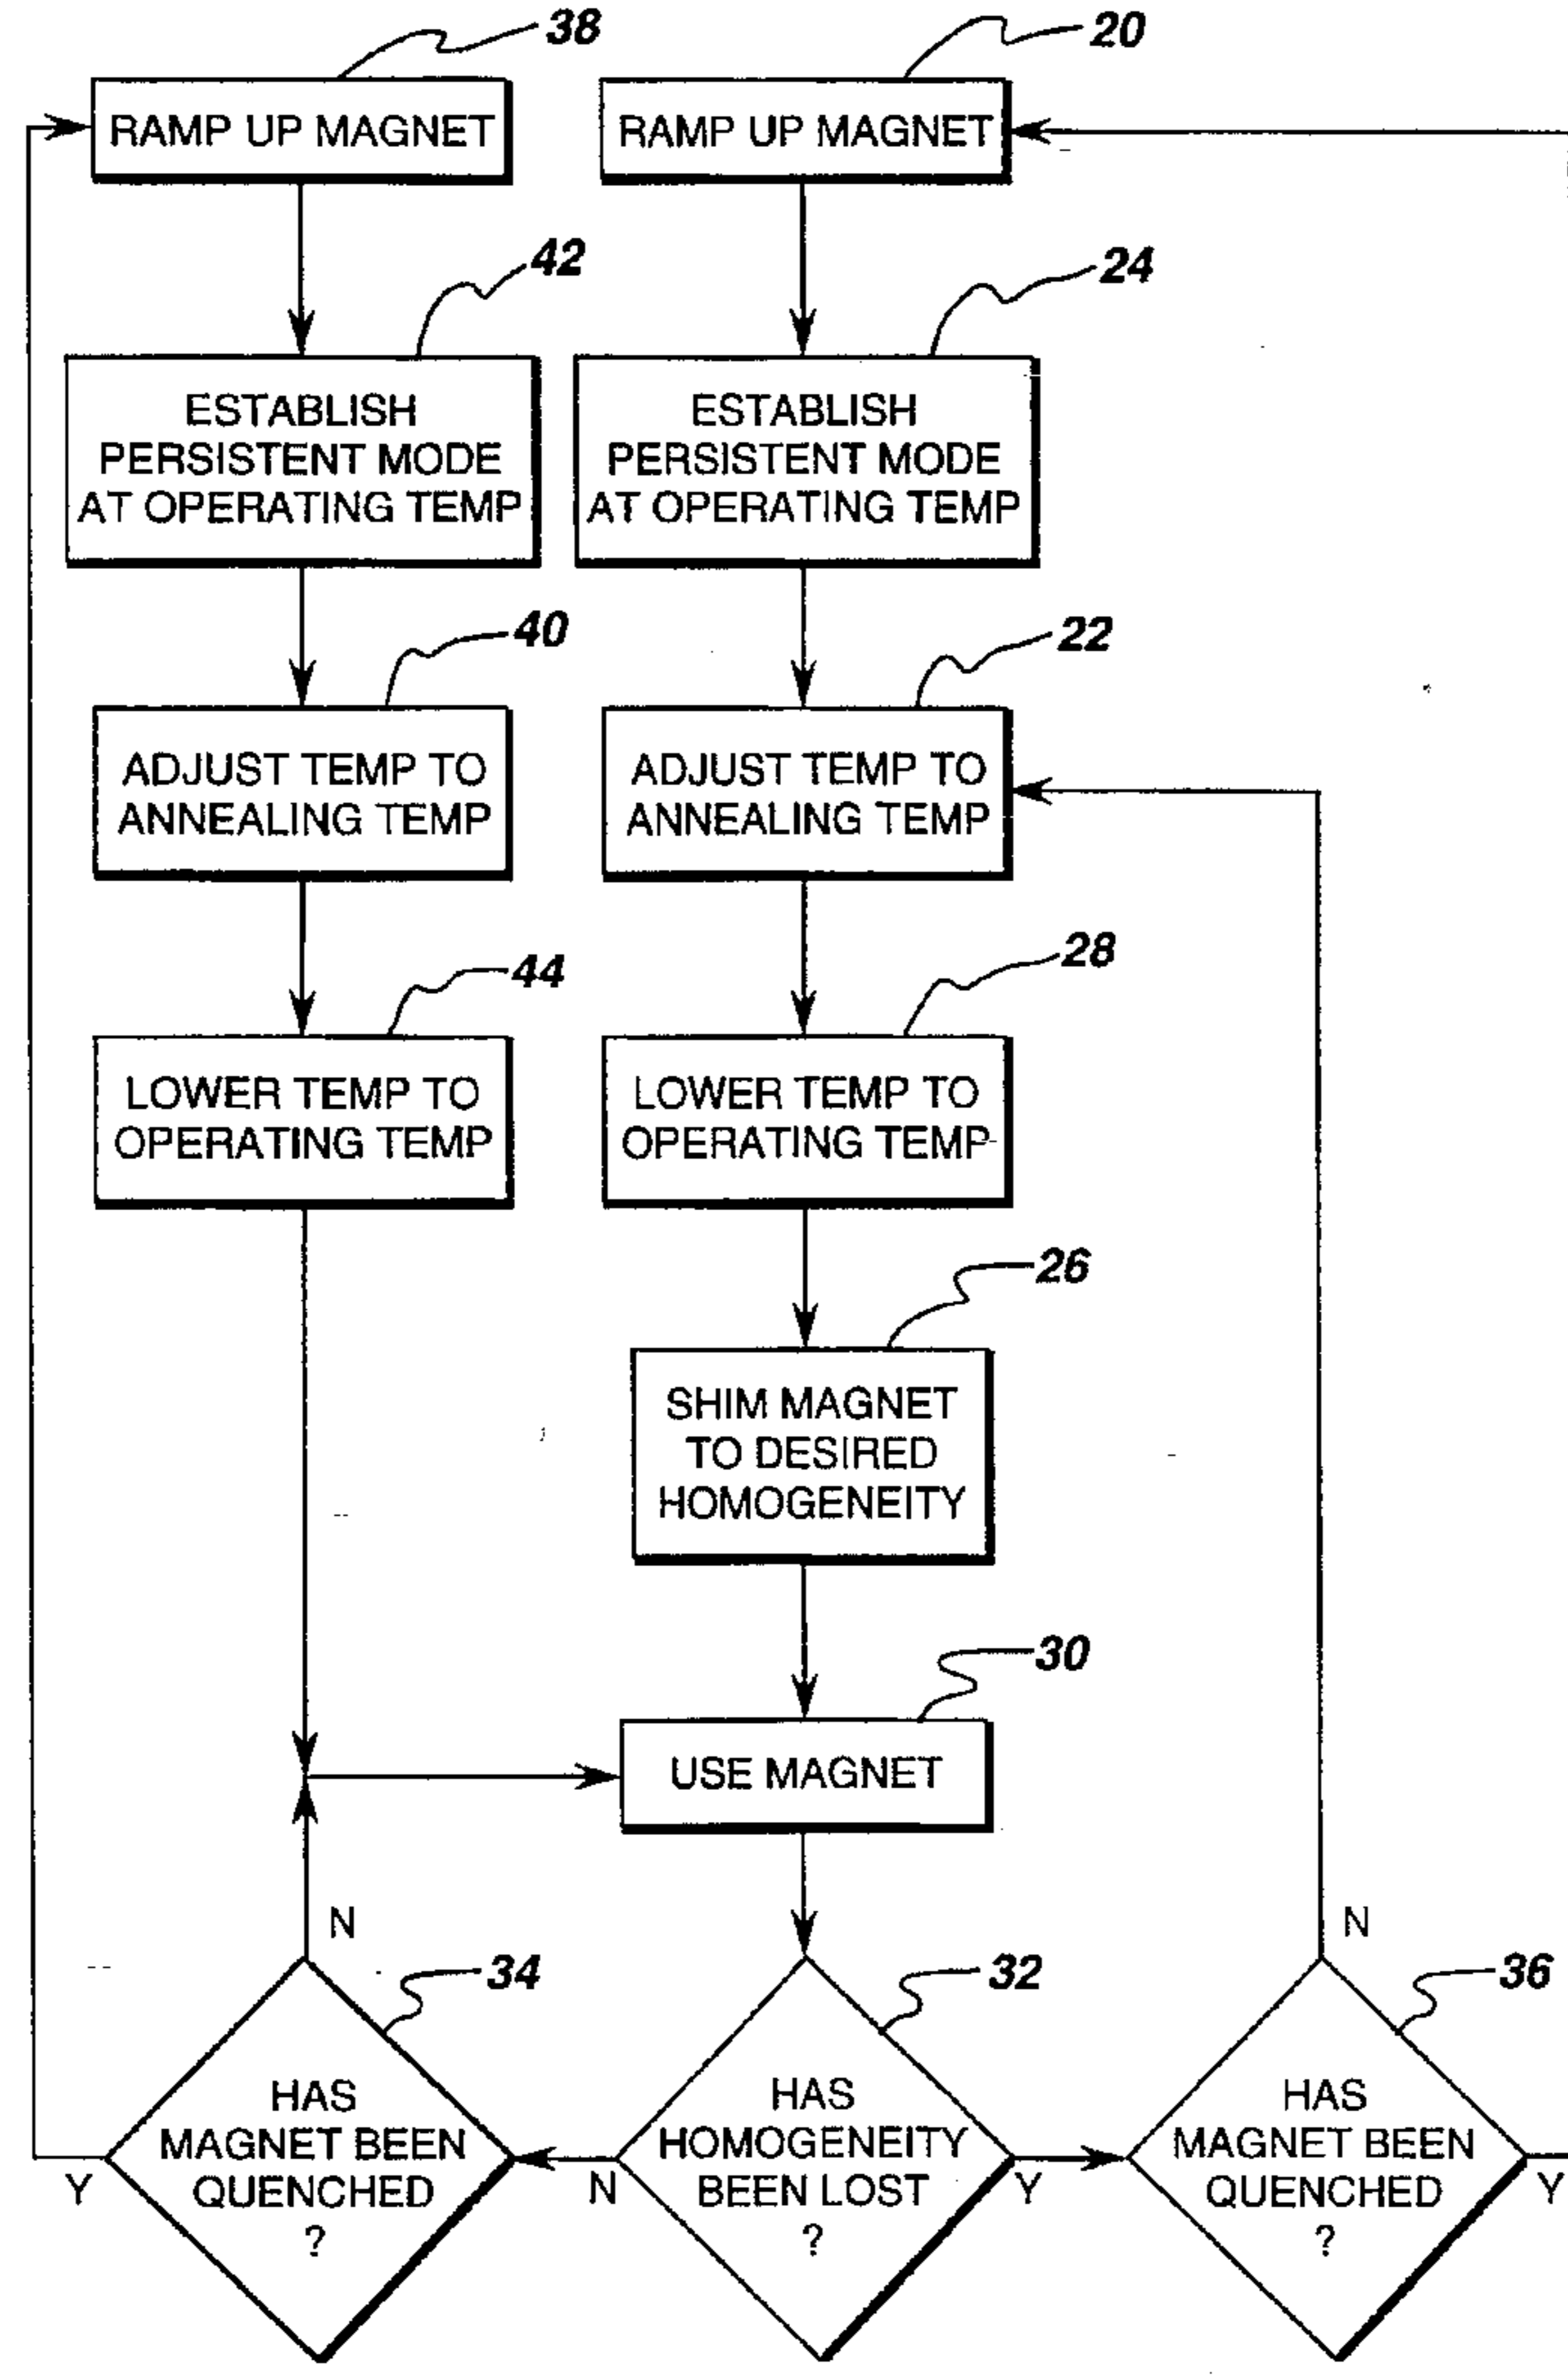 38
20
RAMP UP MAGNET
RAMP UP MAGNET
42
24
ESTABLISH
PERSISTENT MODE
AT OPERATING TEMP
ESTABLISH
PERSISTENT MODE
AT OPERATING TEMP
40
22
ADJUST TEMP TO
ANNEALING TEMP
ADJUST TEMP TO
ANNEALING TEMP
44
28
LOWER TEMP TO
OPERATING TEMP
LOWER TEMP TO
OPERATING TEMP
26
SHIM MAGNET
TO DESIRED
HOMOGENEITY
30
USE MAGNET
N
N
34
32
36
HAS
MAGNET BEEN
QUENCHED
?
HAS
HOMOGENEITY
BEEN LOST
?
HAS
MAGNET BEEN
QUENCHED
?
Y
N
Y
Y